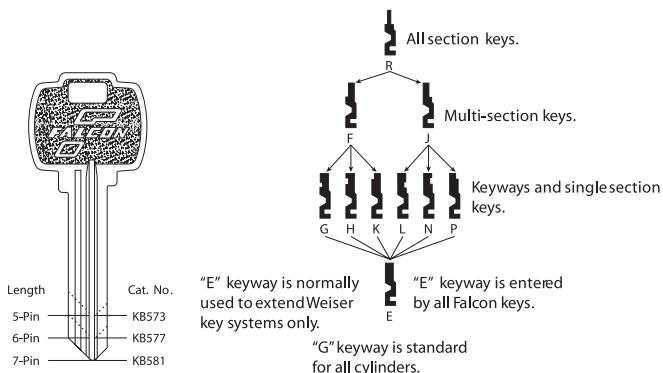 FALCON
Length
Cat. No.
5-Pin
KB573
6-Pin
KB577
7-Pin
KB581
All section keys.
R
Multi-section keys.
F
J
Keyways and single section
keys.
G H K L N P
"E" keyway is normally
used to extend Weiser
key systems only.
E
"E" keyway is entered
by all Falcon keys.
"G" keyway is standard
for all cylinders.